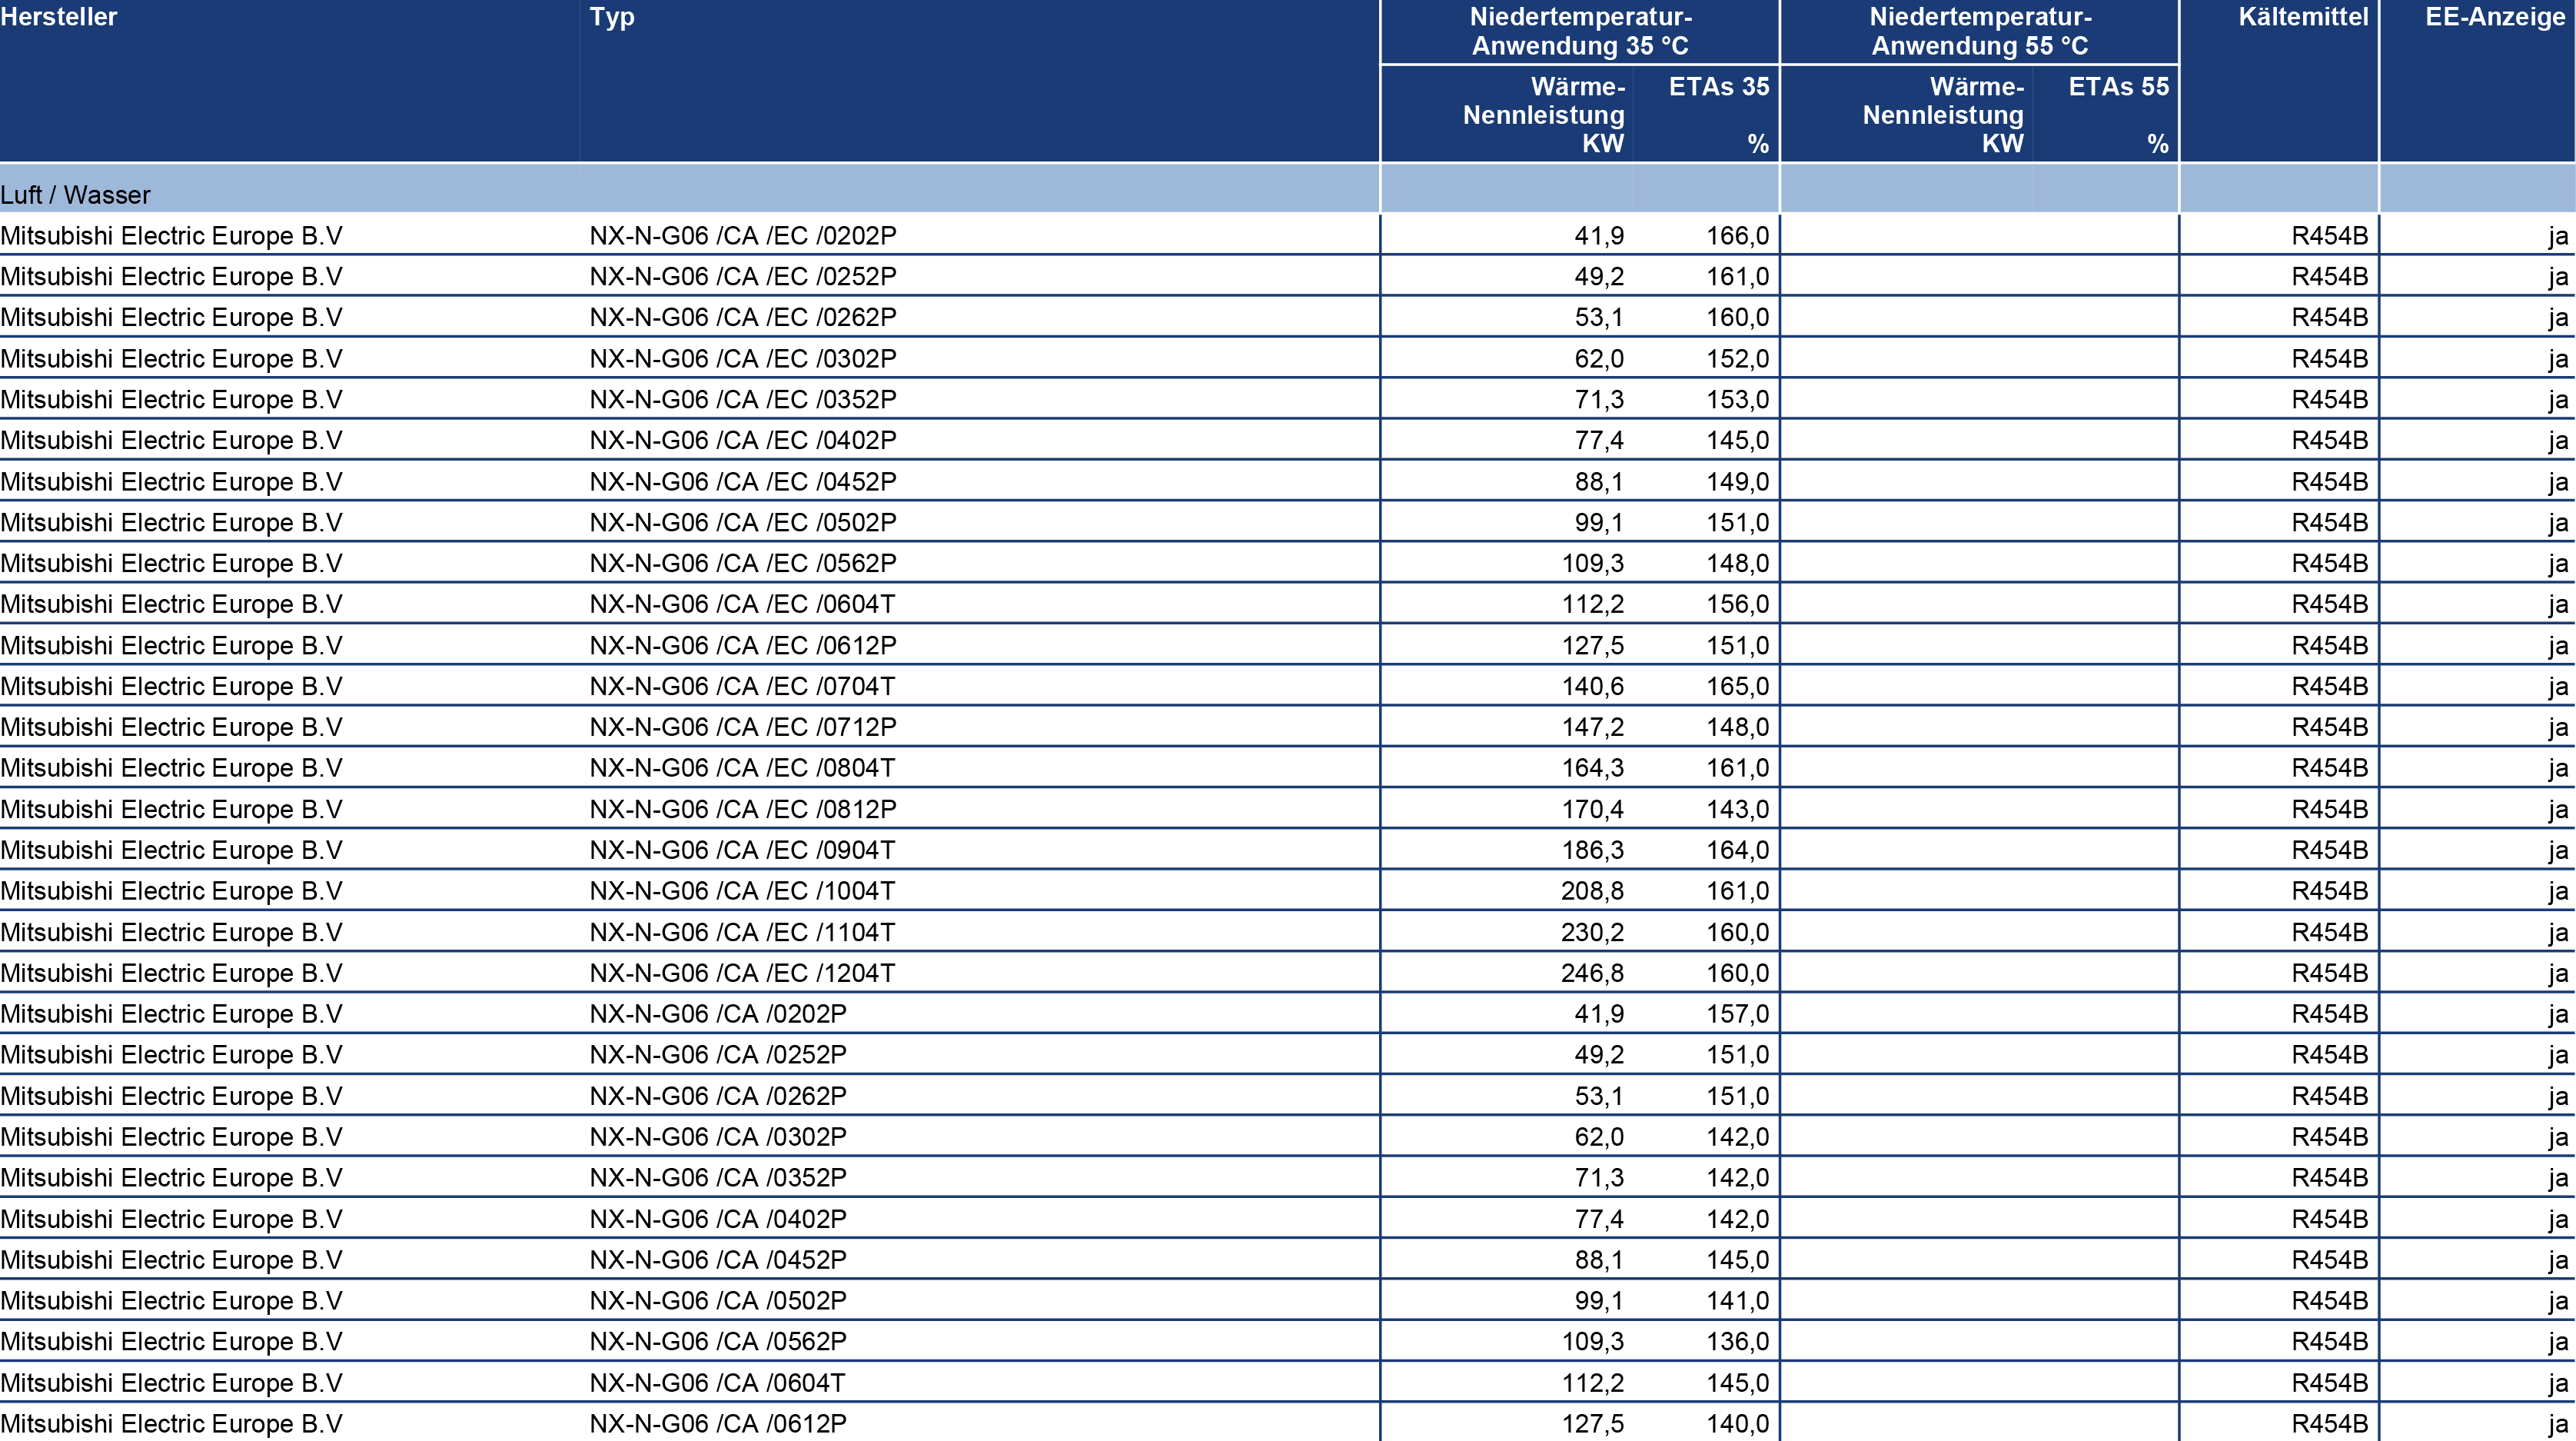 Hersteller Typ Niedertemperatur- Niedertemperatur- Kältemittel EE-Anzeige
Anwendung 35 °C Anwendung 55 °C
Wärme- ETAs 35 Wärme- ETAs 55
Nennleistung Nennleistung
KW % KW %
Luft / Wasser
Mitsubishi Electric Europe B.V NX-N-G06 /CA /EC /0202P 41,9 166,0 R454B ja
Mitsubishi Electric Europe B.V NX-N-G06 /CA /EC /0252P 49,2 161,0 R454B ja
Mitsubishi Electric Europe B.V NX-N-G06 /CA /EC /0262P 53,1 160,0 R454B ja
Mitsubishi Electric Europe B.V NX-N-G06 /CA /EC /0302P 62,0 152,0 R454B ja
Mitsubishi Electric Europe B.V NX-N-G06 /CA /EC /0352P 71,3 153,0 R454B ja
Mitsubishi Electric Europe B.V NX-N-G06 /CA /EC /0402P 77,4 145,0 R454B ja
Mitsubishi Electric Europe B.V NX-N-G06 /CA /EC /0452P 88,1 149,0 R454B ja
Mitsubishi Electric Europe B.V NX-N-G06 /CA /EC /0502P 99,1 151,0 R454B ja
Mitsubishi Electric Europe B.V NX-N-G06 /CA /EC /0562P 109,3 148,0 R454B ja
Mitsubishi Electric Europe B.V NX-N-G06 /CA /EC /0604T 112,2 156,0 R454B ja
Mitsubishi Electric Europe B.V NX-N-G06 /CA /EC /0612P 127,5 151,0 R454B ja
Mitsubishi Electric Europe B.V NX-N-G06 /CA /EC /0704T 140,6 165,0 R454B ja
Mitsubishi Electric Europe B.V NX-N-G06 /CA /EC /0712P 147,2 148,0 R454B ja
Mitsubishi Electric Europe B.V NX-N-G06 /CA /EC /0804T 164,3 161,0 R454B ja
Mitsubishi Electric Europe B.V NX-N-G06 /CA /EC /0812P 170,4 143,0 R454B ja
Mitsubishi Electric Europe B.V NX-N-G06 /CA /EC /0904T 186,3 164,0 R454B ja
Mitsubishi Electric Europe B.V NX-N-G06 /CA /EC /1004T 208,8 161,0 R454B ja
Mitsubishi Electric Europe B.V NX-N-G06 /CA /EC /1104T 230,2 160,0 R454B ja
Mitsubishi Electric Europe B.V NX-N-G06 /CA /EC /1204T 246,8 160,0 R454B ja
Mitsubishi Electric Europe B.V NX-N-G06 /CA /0202P 41,9 157,0 R454B ja
Mitsubishi Electric Europe B.V NX-N-G06 /CA /0252P 49,2 151,0 R454B ja
Mitsubishi Electric Europe B.V NX-N-G06 /CA /0262P 53,1 151,0 R454B ja
Mitsubishi Electric Europe B.V NX-N-G06 /CA /0302P 62,0 142,0 R454B ja
Mitsubishi Electric Europe B.V NX-N-G06 /CA /0352P 71,3 142,0 R454B ja
Mitsubishi Electric Europe B.V NX-N-G06 /CA /0402P 77,4 142,0 R454B ja
Mitsubishi Electric Europe B.V NX-N-G06 /CA /0452P 88,1 145,0 R454B ja
Mitsubishi Electric Europe B.V NX-N-G06 /CA /0502P 99,1 141,0 R454B ja
Mitsubishi Electric Europe B.V NX-N-G06 /CA /0562P 109,3 136,0 R454B ja
Mitsubishi Electric Europe B.V NX-N-G06 /CA /0604T 112,2 145,0 R454B ja
Mitsubishi Electric Europe B.V NX-N-G06 /CA /0612P 127,5 140,0 R454B ja